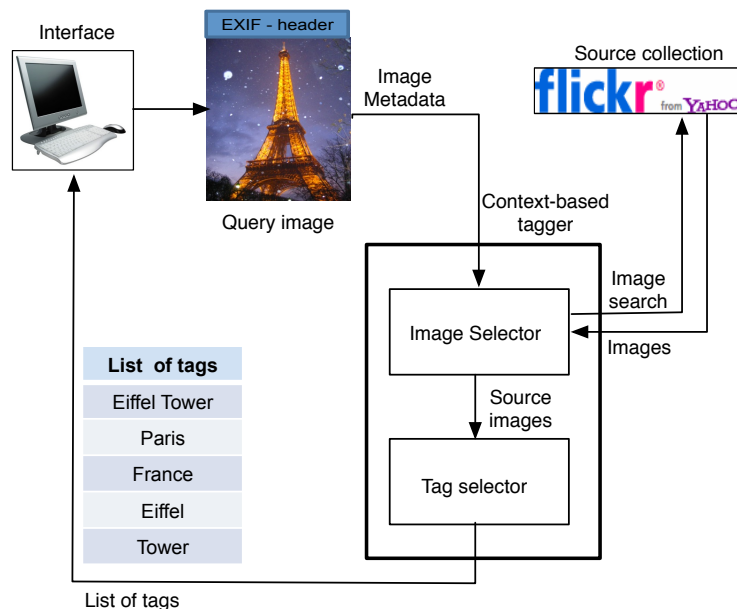 Interface
EXIF - header
Query image
Image
Metadata
Source collection
flickr®
from YAHOO
Context-based
tagger
Image Selector
Image
search
Images
Source
images
Tag selector
List of tags
Eiffel Tower
Paris
France
Eiffel
Tower
List of tags